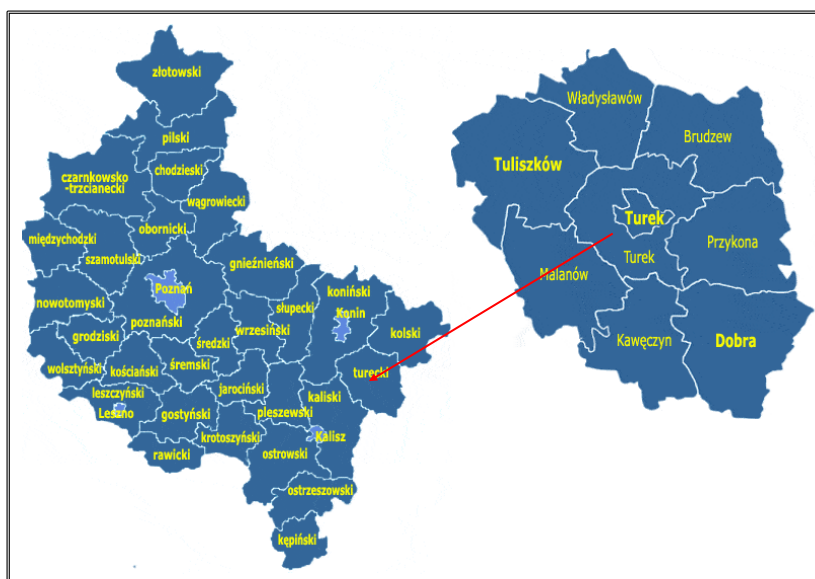 złotowski
pilski
chodzieski
czarnkowsko
-trzcianecki
wągrowiecki
obornicki
międzychodzki
szamotulski
gnieźnieński
Poznań
nowotomyski
poznański
słupecki
koniński
Konin
wrzesiński
kolski
grodziski
średzki
wolsztyński
kościański
śremski
turecki
jarociński
leszczyński
Leszno
gostyński
pleszewski
kaliski
krotoszyński
Kalisz
rawicki
ostrowski
ostrzeszowski
kępiński
Władysławów
Brudzew
Tuliszków
Turek
Przykona
Turek
Malanów
Kawęczyn
Dobra